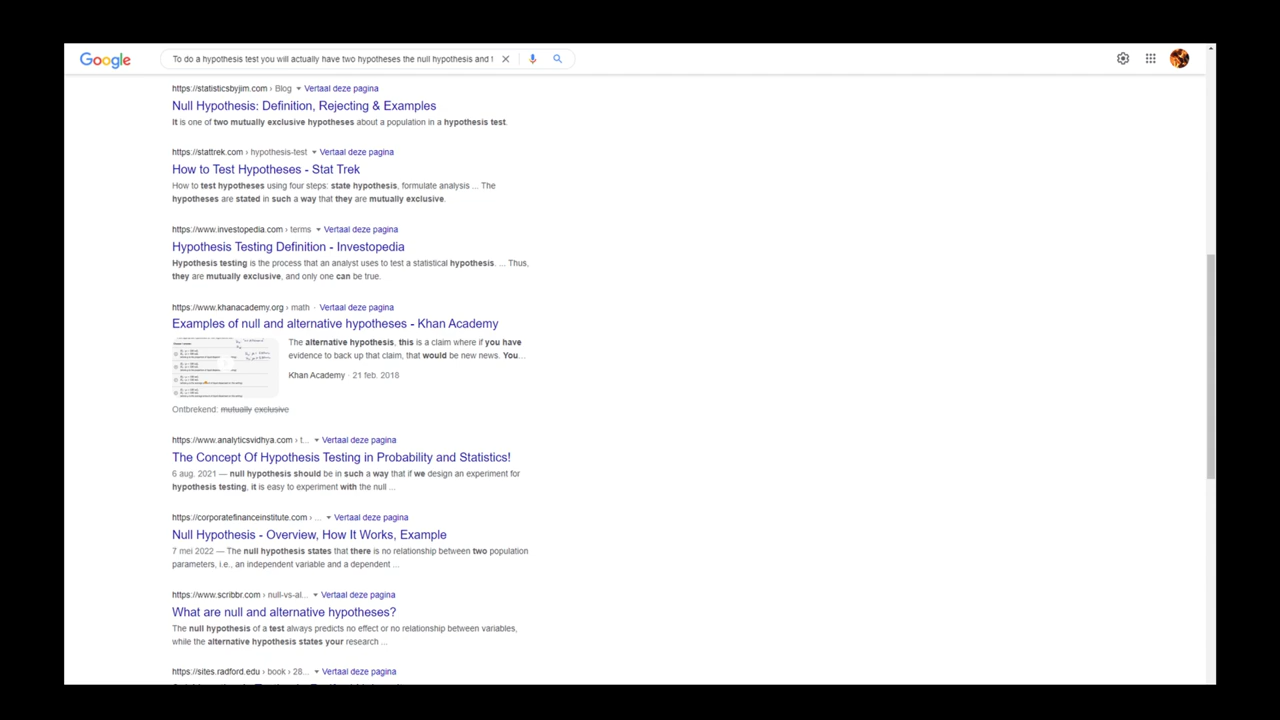 Google
To do a hypothesis test you will actually have two hypotheses the null hypothesis and t
https://statisticsbyjim.com › Blog ▾ Vertaal deze pagina
Null Hypothesis: Definition, Rejecting & Examples
It is one of two mutually exclusive hypotheses about a population in a hypothesis test.
https://stattrek.com › hypothesis-test ▾ Vertaal deze pagina
How to Test Hypotheses - Stat Trek
How to test hypotheses using four steps: state hypothesis, formulate analysis ... The
hypotheses are stated in such a way that they are mutually exclusive.
https://www.investopedia.com › terms ▾ Vertaal deze pagina
Hypothesis Testing Definition - Investopedia
Hypothesis testing is the process that an analyst uses to test a statistical hypothesis. ... Thus,
they are mutually exclusive, and only one can be true.
https://www.khanacademy.org › math · Vertaal deze pagina
Examples of null and alternative hypotheses - Khan Academy
The alternative hypothesis, this is a claim where if you have
evidence to back up that claim, that would be new news. You...
Khan Academy · 21 feb. 2018
Ontbrekend: mutually exclusive
https://www.analyticsvidhya.com › t... ▾ Vertaal deze pagina
The Concept Of Hypothesis Testing in Probability and Statistics!
6 aug. 2021 — null hypothesis should be in such a way that if we design an experiment for
hypothesis testing, it is easy to experiment with the null ...
https://corporatefinanceinstitute.com › ... ▾ Vertaal deze pagina
Null Hypothesis - Overview, How It Works, Example
7 mei 2022 — The null hypothesis states that there is no relationship between two population
parameters, i.e., an independent variable and a dependent ...
https://www.scribbr.com › null-vs-al... ▾ Vertaal deze pagina
What are null and alternative hypotheses?
The null hypothesis of a test always predicts no effect or no relationship between variables,
while the alternative hypothesis states your research ...
https://sites.radford.edu › book › 28... ▾ Vertaal deze pagina